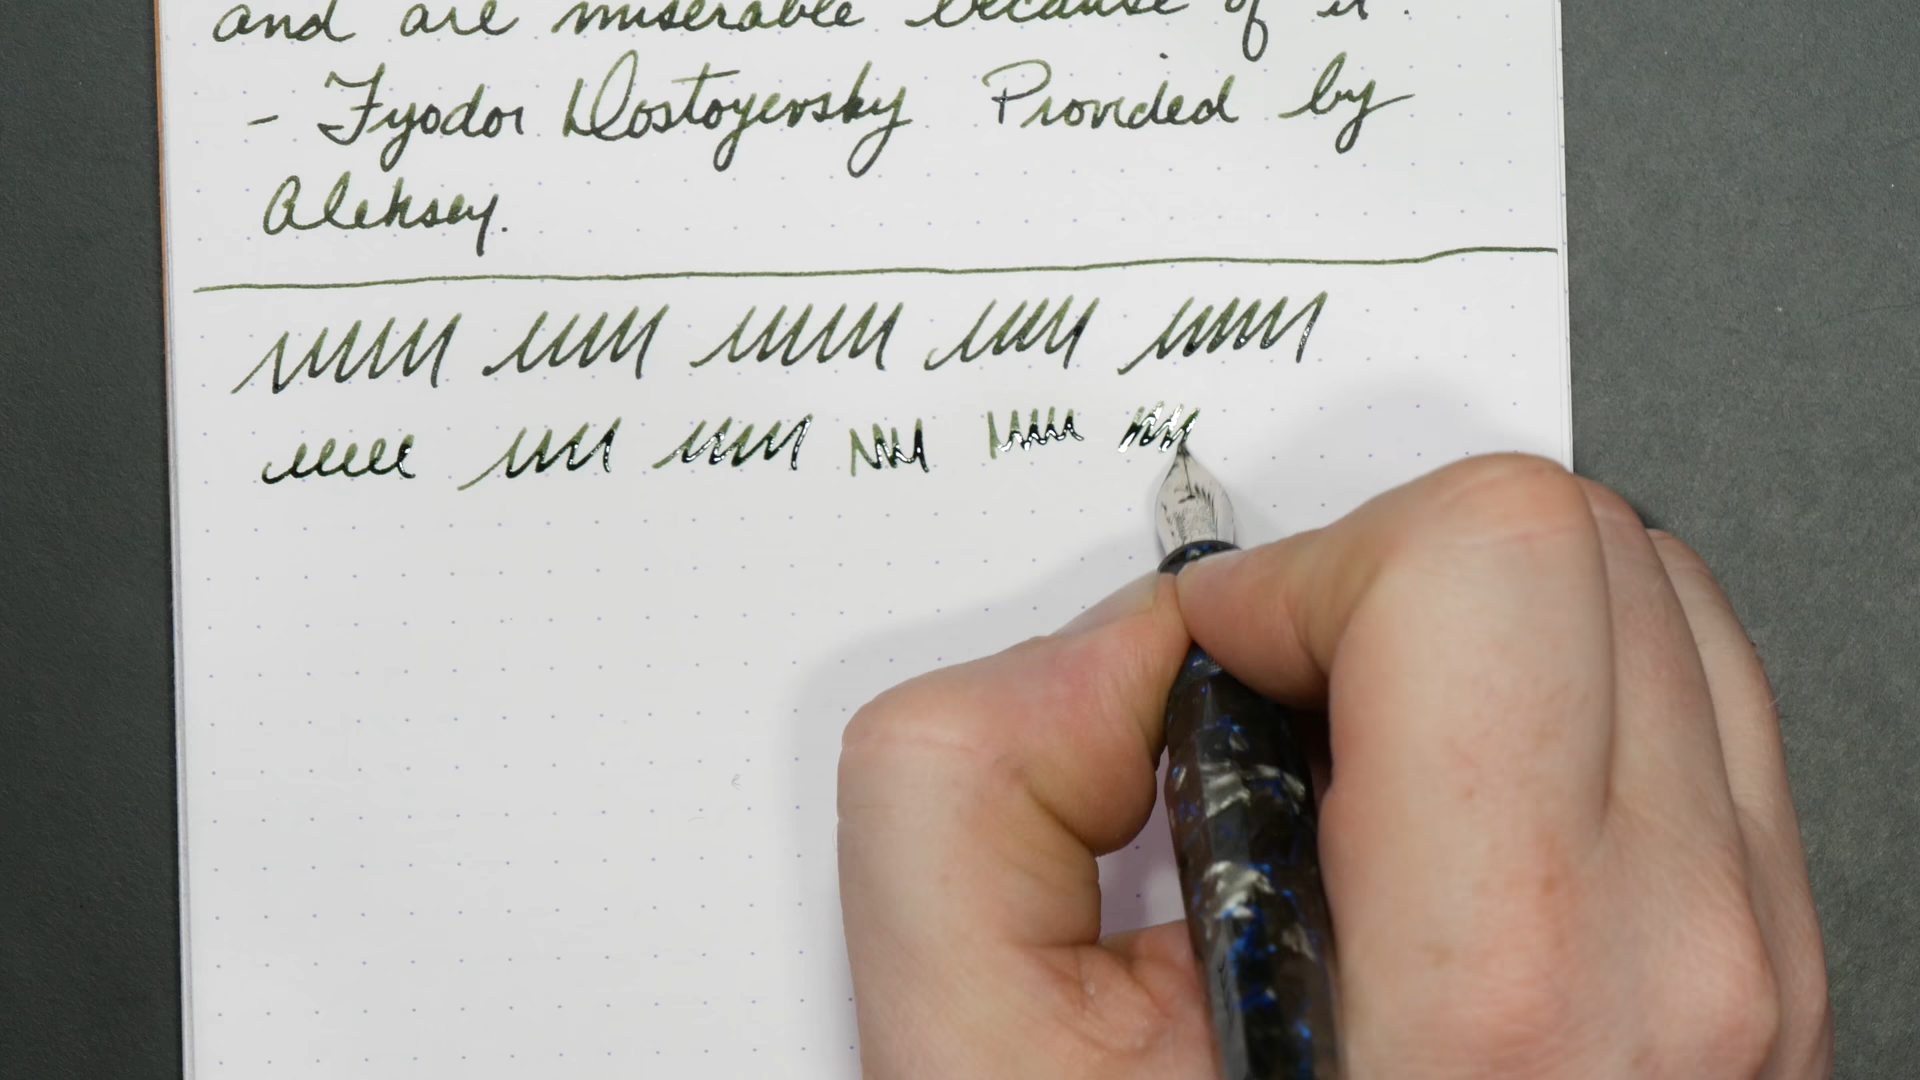 and are miserable because of it.
- Fyodor Dostoyevsky Provided by
Aleksey.